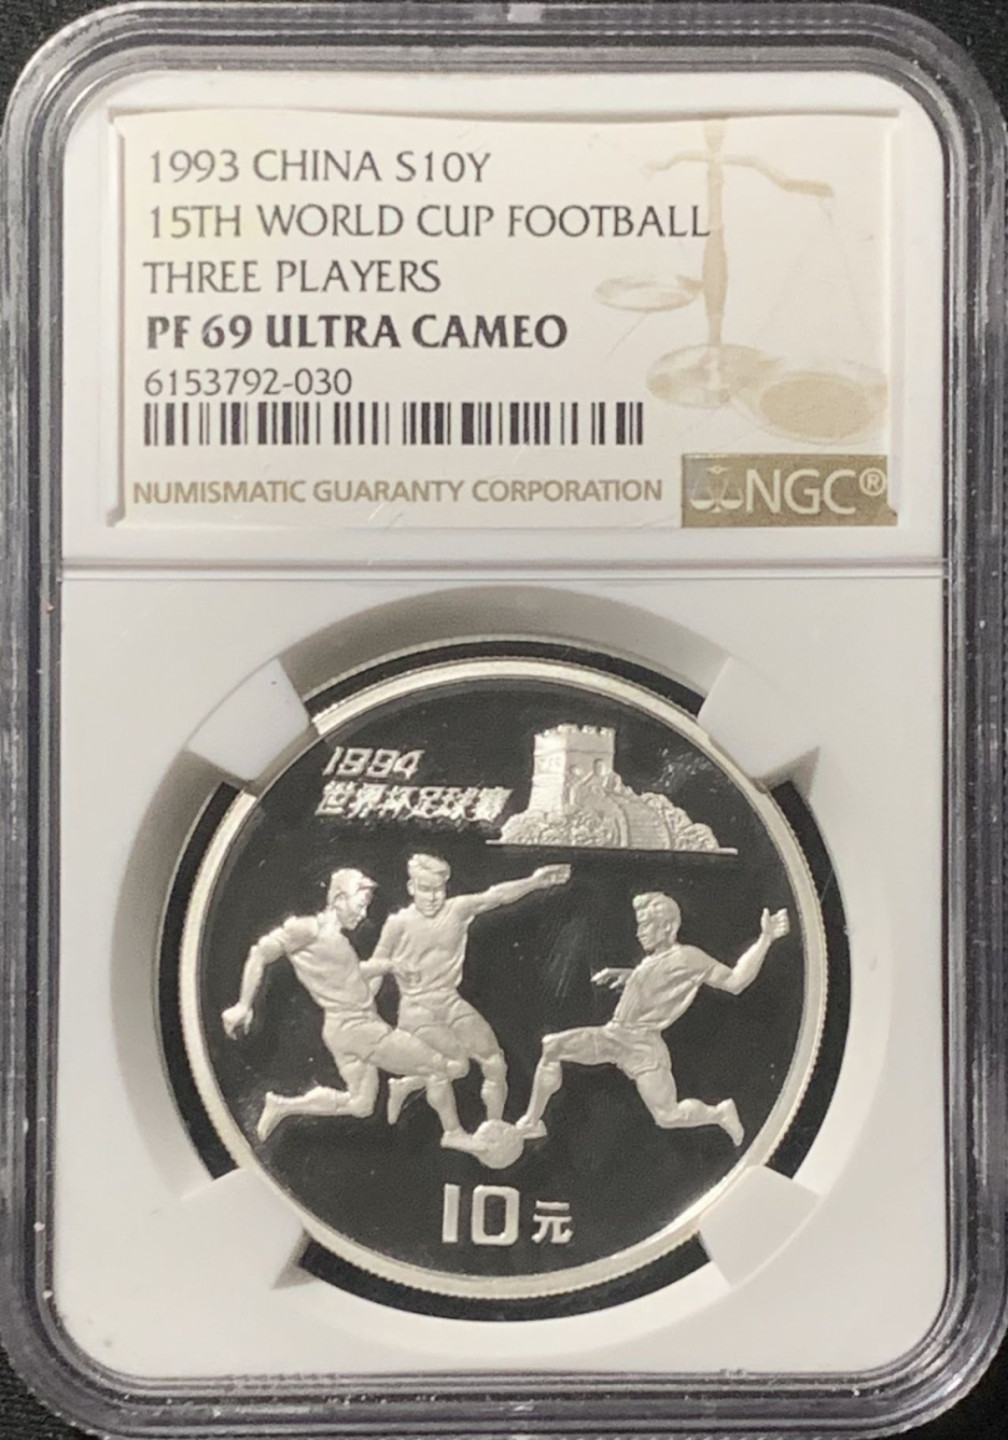 1993 CHINA S10Y
15TH WORLD CUP FOOTBALL
THREE PLAYERS
PF 69 ULTRA CAMEO
6153792-030
NUMISMATIC GUARANTY CORPORATION
NGC®
1994
世界杯足球赛
10元